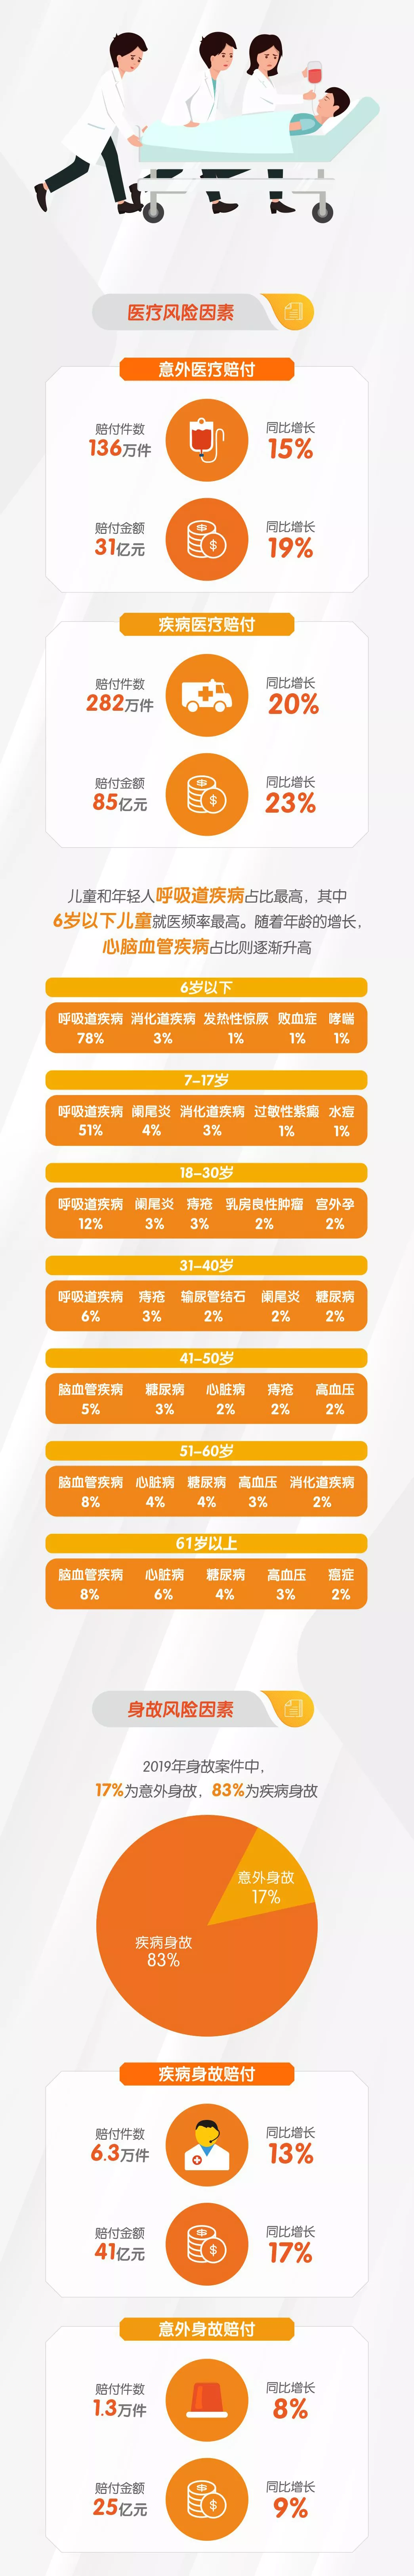 医疗风险因素
意外医疗赔付
赔付件数 同比增长
136万件 15%
赔付金额 同比增长
31亿元 19%
疾病医疗赔付
赔付件数 同比增长
282万件 20%
赔付金额 同比增长
85亿元 23%
儿童和年轻人呼吸道疾病占比最高，其中
6岁以下儿童就医频率最高。随着年龄的增长，
心脑血管疾病占比则逐渐升高
6岁以下
呼吸道疾病 消化道疾病 发热性惊厥 败血症 哮喘
78% 3% 1% 1% 1%
7-17岁
呼吸道疾病 阑尾炎 消化道疾病 过敏性紫癜 水痘
51% 4% 3% 1% 1%
18-30岁
呼吸道疾病 阑尾炎 痔疮 乳房良性肿瘤 宫外孕
12% 3% 3% 2% 2%
31-40岁
呼吸道疾病 痔疮 输尿管结石 阑尾炎 糖尿病
6% 3% 2% 2% 2%
41-50岁
脑血管疾病 糖尿病 心脏病 痔疮 高血压
5% 3% 2% 2% 2%
51-60岁
脑血管疾病 心脏病 糖尿病 高血压 消化道疾病
8% 4% 4% 3% 2%
61岁以上
脑血管疾病 心脏病 糖尿病 高血压 癌症
8% 6% 4% 3% 2%
身故风险因素
2019年身故案件中，
17%为意外身故，83%为疾病身故
意外身故
17%
疾病身故
83%
疾病身故赔付
赔付件数 同比增长
6.3万件 13%
赔付金额 同比增长
41亿元 17%
意外身故赔付
赔付件数 同比增长
1.3万件 8%
赔付金额 同比增长
25亿元 9%